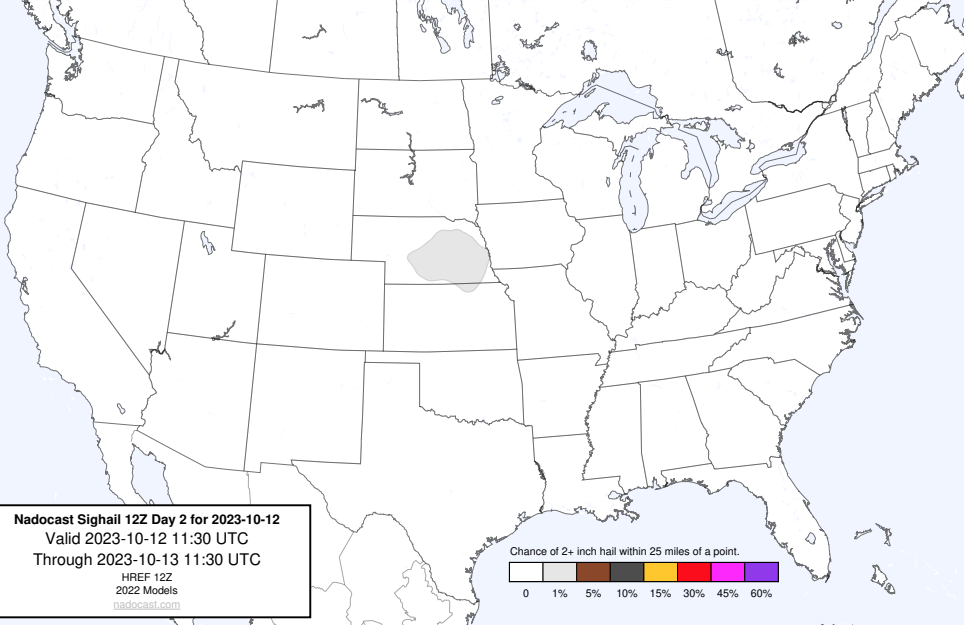 Nadocast Sighail 12Z Day 2 for 2023-10-12
Valid 2023-10-12 11:30 UTC
Through 2023-10-13 11:30 UTC
HREF 12Z
2022 Models
nadocast.com
Chance of 2+ inch hail within 25 miles of a point.
0 1% 5% 10% 15% 30% 45% 60%